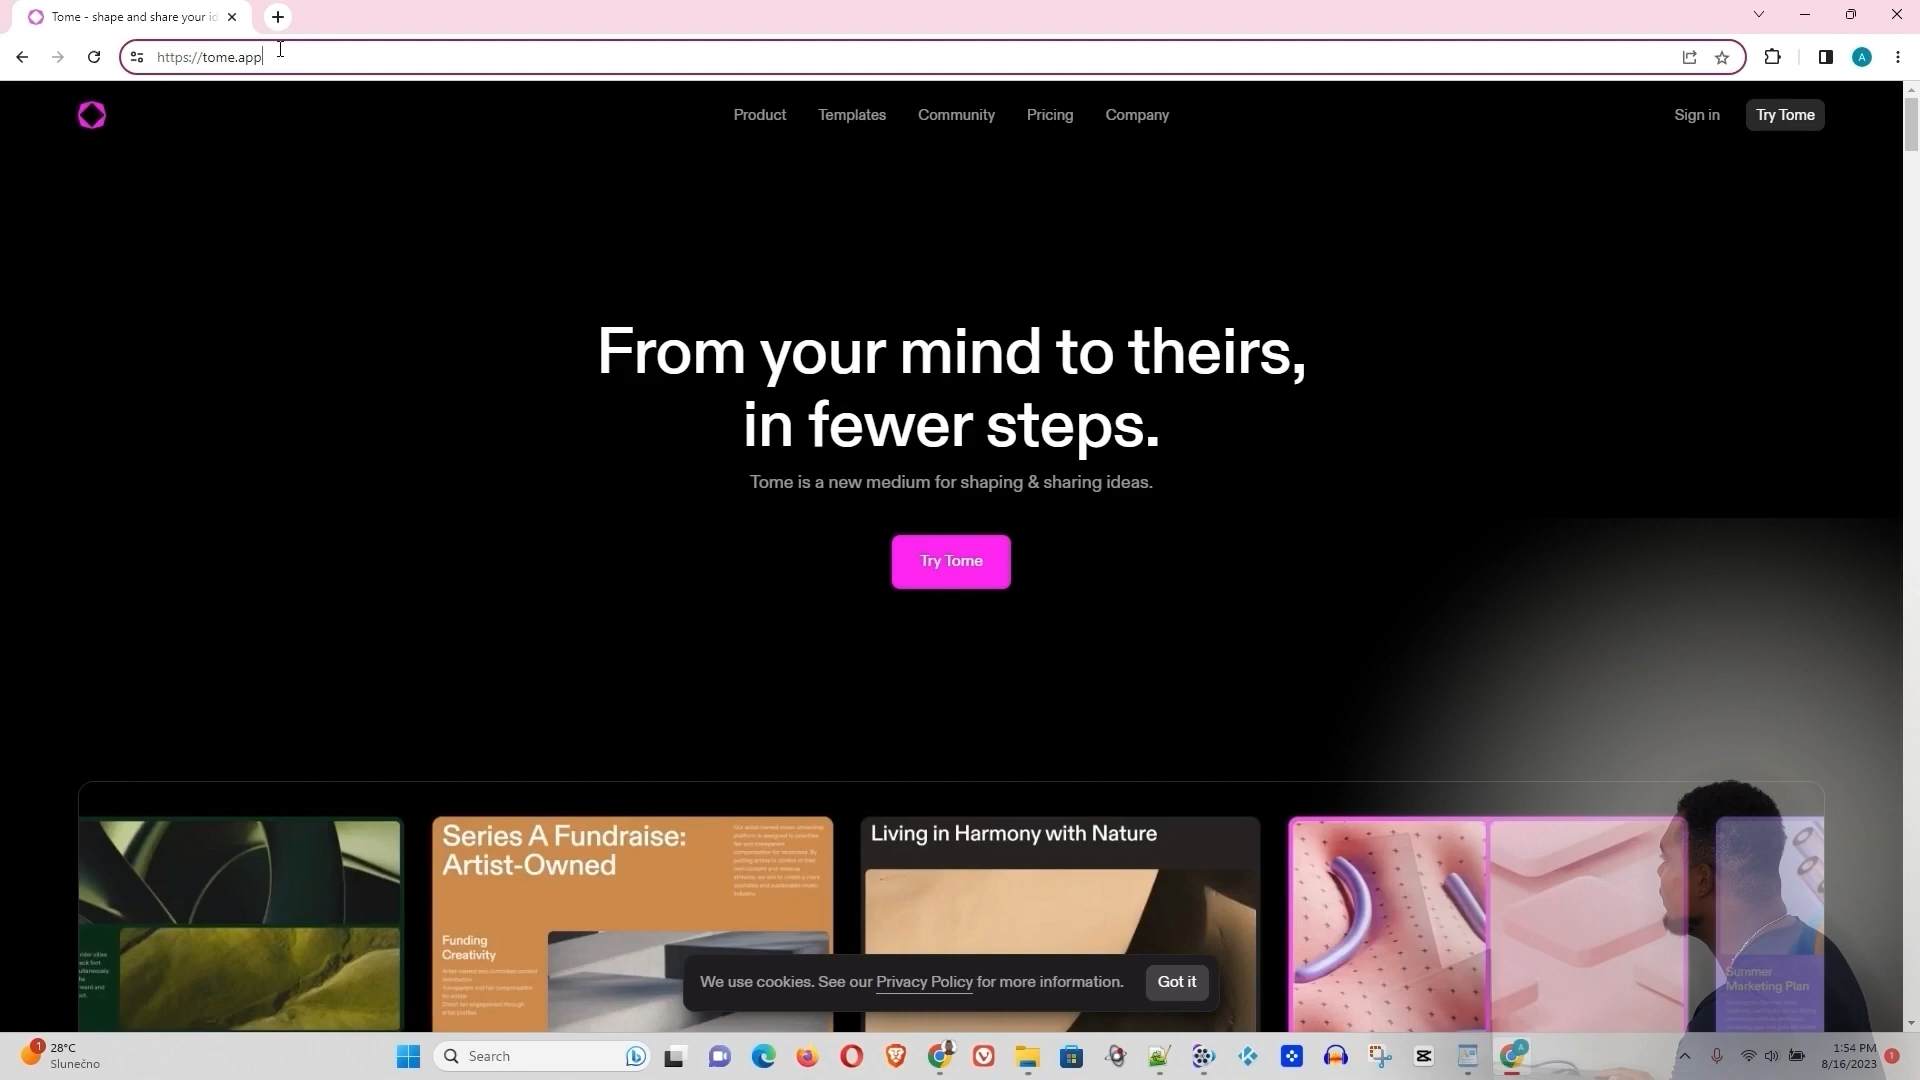 Tome - shape and share your id
https://tome.app
Product
Templates
Community
Pricing
Company
Sign in
Try Tome
From your mind to theirs,
in fewer steps.
Tome is a new medium for shaping & sharing ideas.
Try Tome
Series A Fundraise:
Artist-Owned
Funding
Creativity
Living in Harmony with Nature
Summer
Marketing Plan
We use cookies. See our Privacy Policy for more information.
Got it
1
28°C
Slunečno
Search
A
A
1:54 PM
8/16/2023
1